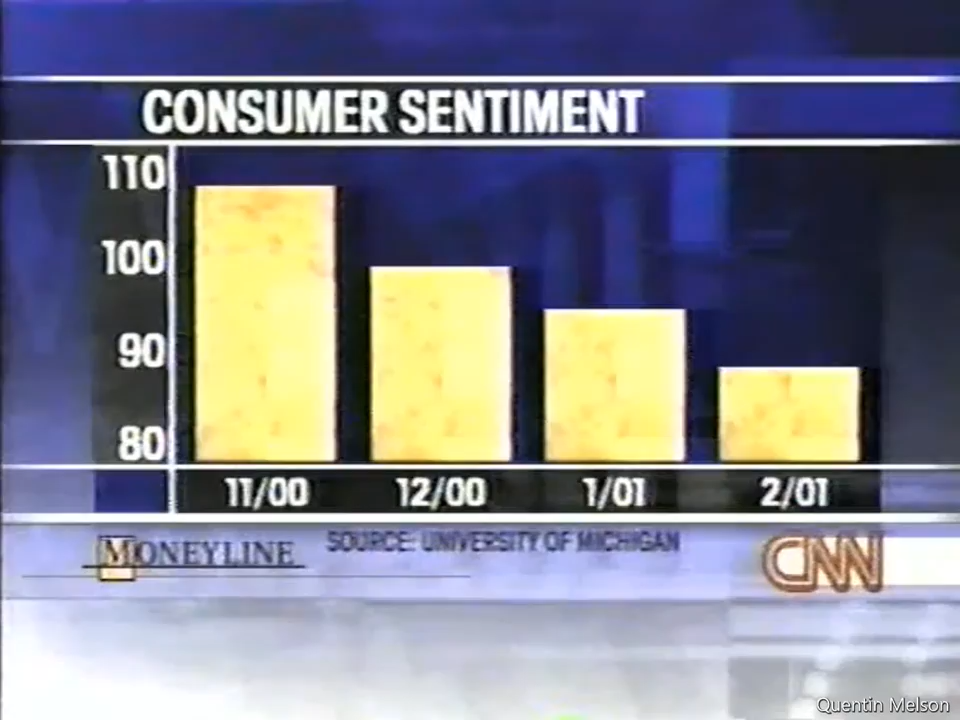 CONSUMER SENTIMENT
110
100
90
80
11/00 12/00 1/01 2/01
MONEYLINE
SOURCE: UNIVERSITY OF MICHIGAN
CNN
Quentin Melson